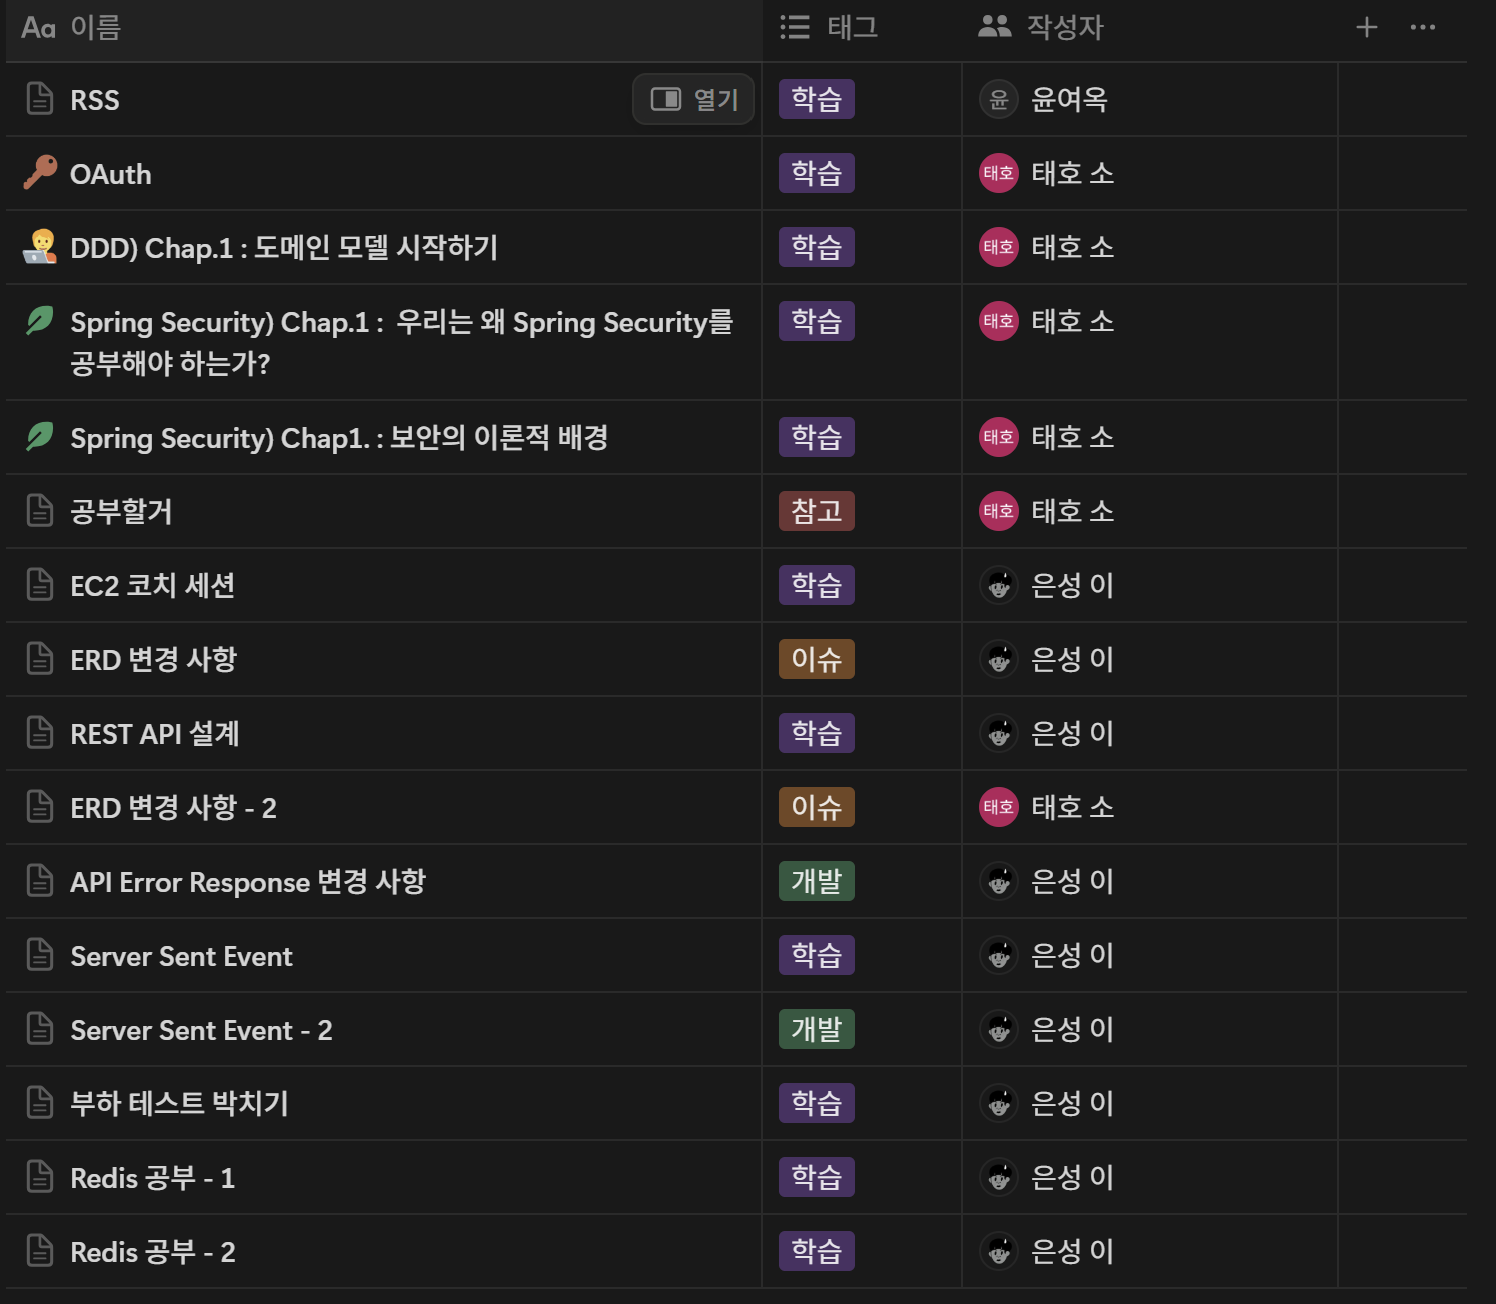 Aa 이름 태그 작성자
RSS 열기 학습 윤 윤여옥
OAuth 학습 태호 태호 소
DDD) Chap.1 : 도메인 모델 시작하기 학습 태호 태호 소
Spring Security) Chap.1 : 우리는 왜 Spring Security를 학습 태호 태호 소
공부해야 하는가?
Spring Security) Chap1. : 보안의 이론적 배경 학습 태호 태호 소
공부할거 참고 태호 태호 소
EC2 코치 세션 학습 은성 이
ERD 변경 사항 이슈 은성 이
REST API 설계 학습 은성 이
ERD 변경 사항 - 2 이슈 태호 태호 소
API Error Response 변경 사항 개발 은성 이
Server Sent Event 학습 은성 이
Server Sent Event - 2 개발 은성 이
부하 테스트 박치기 학습 은성 이
Redis 공부 - 1 학습 은성 이
Redis 공부 - 2 학습 은성 이